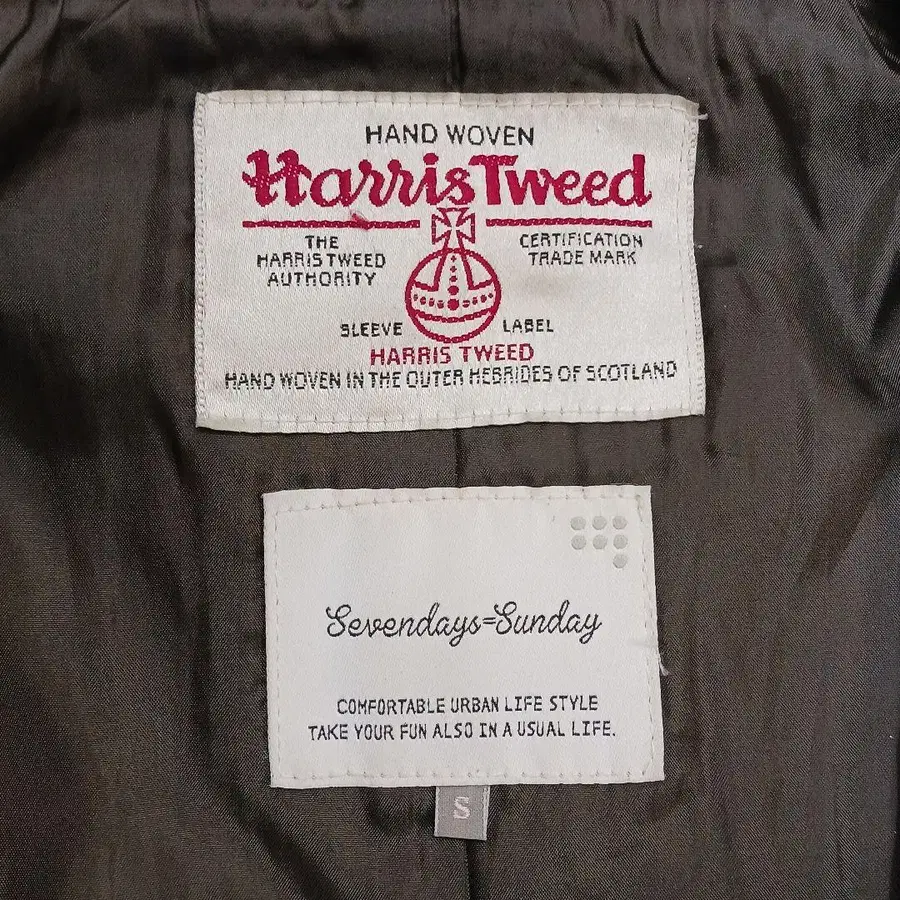 HAND WOVEN
Harris Tweed
THE
HARRIS TWEED
AUTHORITY
CERTIFICATION
TRADE MARK
SLEEVE LABEL
HARRIS TWEED
HAND WOVEN IN THE OUTER HEBRIDES OF SCOTLAND
Sevendays=Sunday
COMFORTABLE URBAN LIFE STYLE
TAKE YOUR FUN ALSO IN A USUAL LIFE.
S